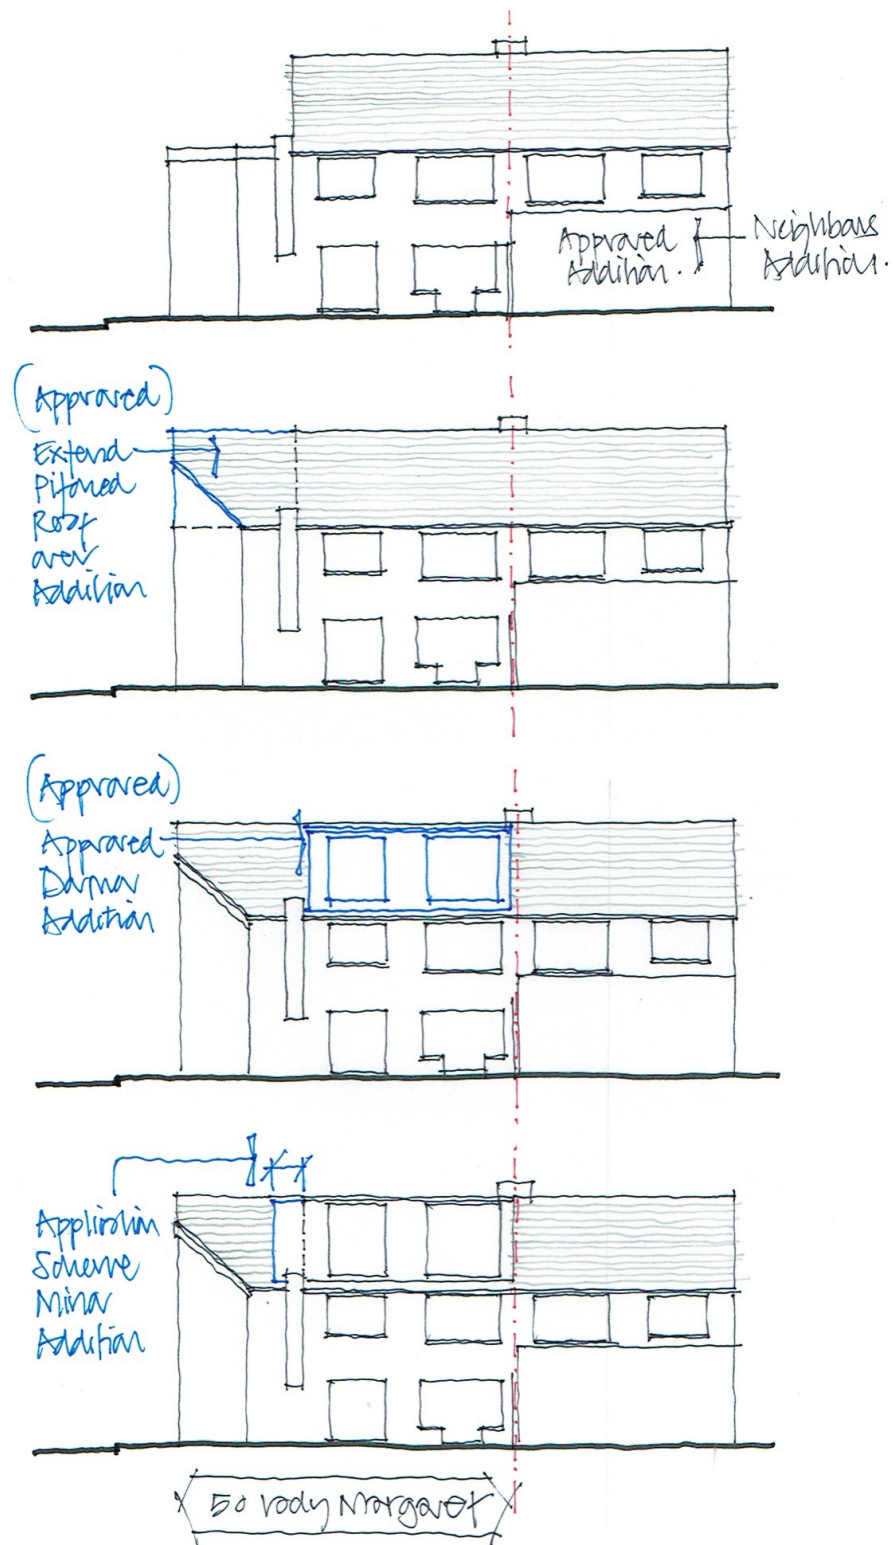 Approved
Addition.
Neighbours
Addition.
(Approved)
Extend
Pitched
Roof
over
Addition
(Approved)
Approved
Dormer
Addition
Application
Scheme
Minor
Addition
50 Lady Margaret